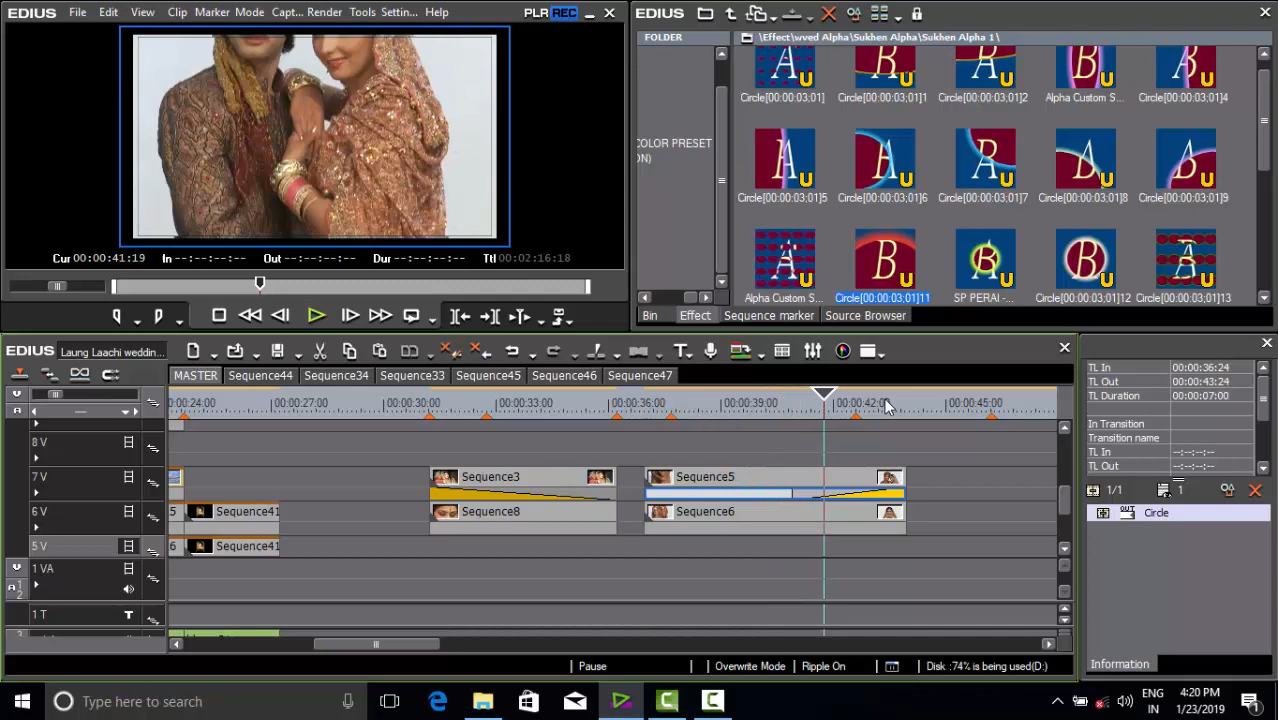 EDIUS File Edit View Clip Marker Mode Capt... Render Tools Settin... Help PLR REC
Cur 00:00:41:19 In --:--:--:-- Out --:--:--:-- Dur --:--:--:-- Ttl 00:02:16:18
EDIUS
FOLDER \Effect\wved Alpha\Sukhen Alpha\Sukhen Alpha 1\
COLOR PRESET
ON)
Circle[00:00:03;01] Circle[00:00:03;01]1 Circle[00:00:03;01]2 Alpha Custom S... Circle[00:00:03;01]4
Circle[00:00:03;01]5 Circle[00:00:03;01]6 Circle[00:00:03;01]7 Circle[00:00:03;01]8 Circle[00:00:03;01]9
Alpha Custom S... Circle[00:00:03;01]11 SP PERAI -... Circle[00:00:03;01]12 Circle[00:00:03;01]13
Bin Effect Sequence marker Source Browser
EDIUS Laung Laachi weddin...
MASTER Sequence44 Sequence34 Sequence33 Sequence45 Sequence46 Sequence47
00:00:24:00 00:00:27:00 00:00:30:00 00:00:33:00 00:00:36:00 00:00:39:00 00:00:42:00 00:00:45:00
8 V
7 V Sequence3 Sequence5
6 V 5 Sequence41 Sequence8 Sequence6
5 V 6 Sequence41
1 VA
A 1 2
1 T T
Pause Overwrite Mode Ripple On Disk :74% is being used(D:)
TL In 00:00:36:24
TL Out 00:00:43:24
TL Duration 00:00:07:00
In Transition
Transition name
In --:--:--:--
Out --:--:--:--
1/1 1
OUT Circle
Information
Type here to search
ENG
IN
4:20 PM
1/23/2019
1